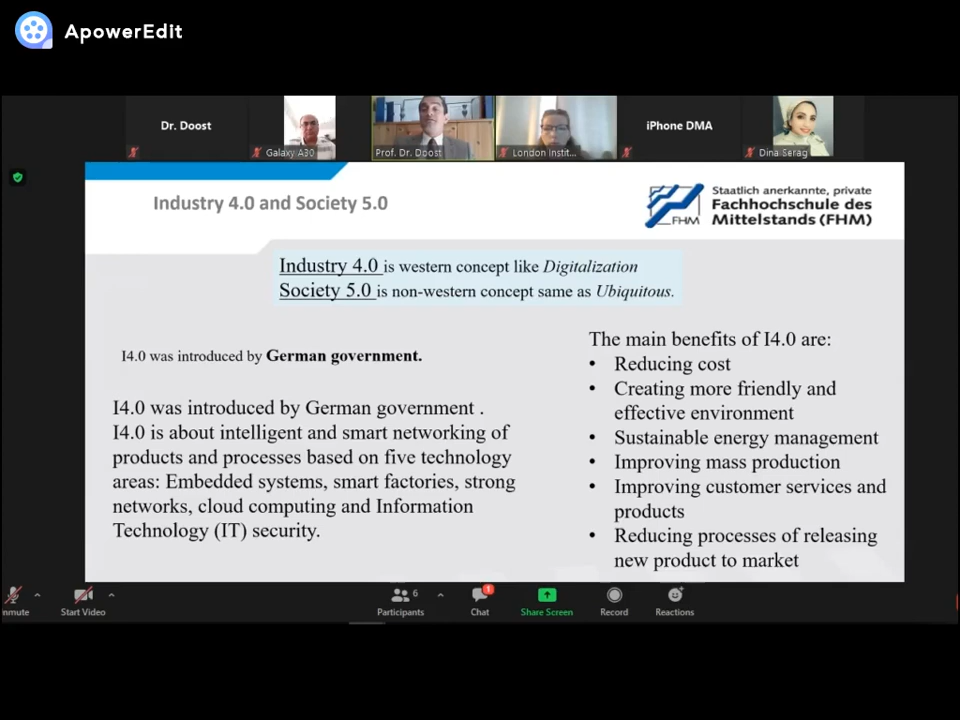 ApowerEdit
Dr. Doost
Galaxy A30
Prof. Dr. Doost
London Instit...
iPhone DMA
Dina Serag
Industry 4.0 and Society 5.0
FHM
Staatlich anerkannte, private
Fachhochschule des
Mittelstands (FHM)
Industry 4.0 is western concept like Digitalization
Society 5.0 is non-western concept same as Ubiquitous.
I4.0 was introduced by German government.
I4.0 was introduced by German government .
I4.0 is about intelligent and smart networking of
products and processes based on five technology
areas: Embedded systems, smart factories, strong
networks, cloud computing and Information
Technology (IT) security.
The main benefits of I4.0 are:
• Reducing cost
• Creating more friendly and
effective environment
• Sustainable energy management
• Improving mass production
• Improving customer services and
products
• Reducing processes of releasing
new product to market
nmute
Start Video
6
Participants
1
Chat
Share Screen
Record
Reactions